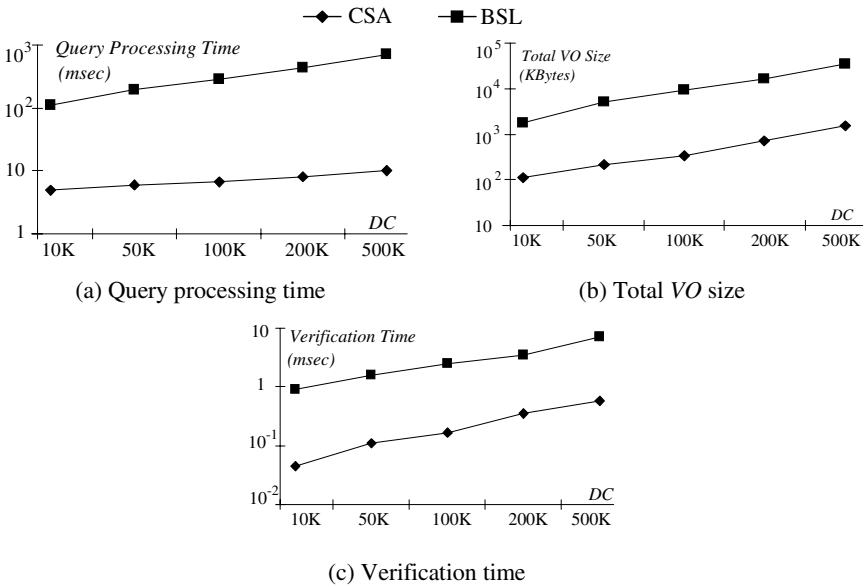 CSA BSL
Query Processing Time
(msec)
10³
10²
10
1
DC
10K 50K 100K 200K 500K
(a) Query processing time
Total VO Size
(KBytes)
10⁵
10⁴
10³
10²
10
DC
10K 50K 100K 200K 500K
(b) Total VO size
Verification Time
(msec)
10
1
10⁻¹
10⁻²
DC
10K 50K 100K 200K 500K
(c) Verification time